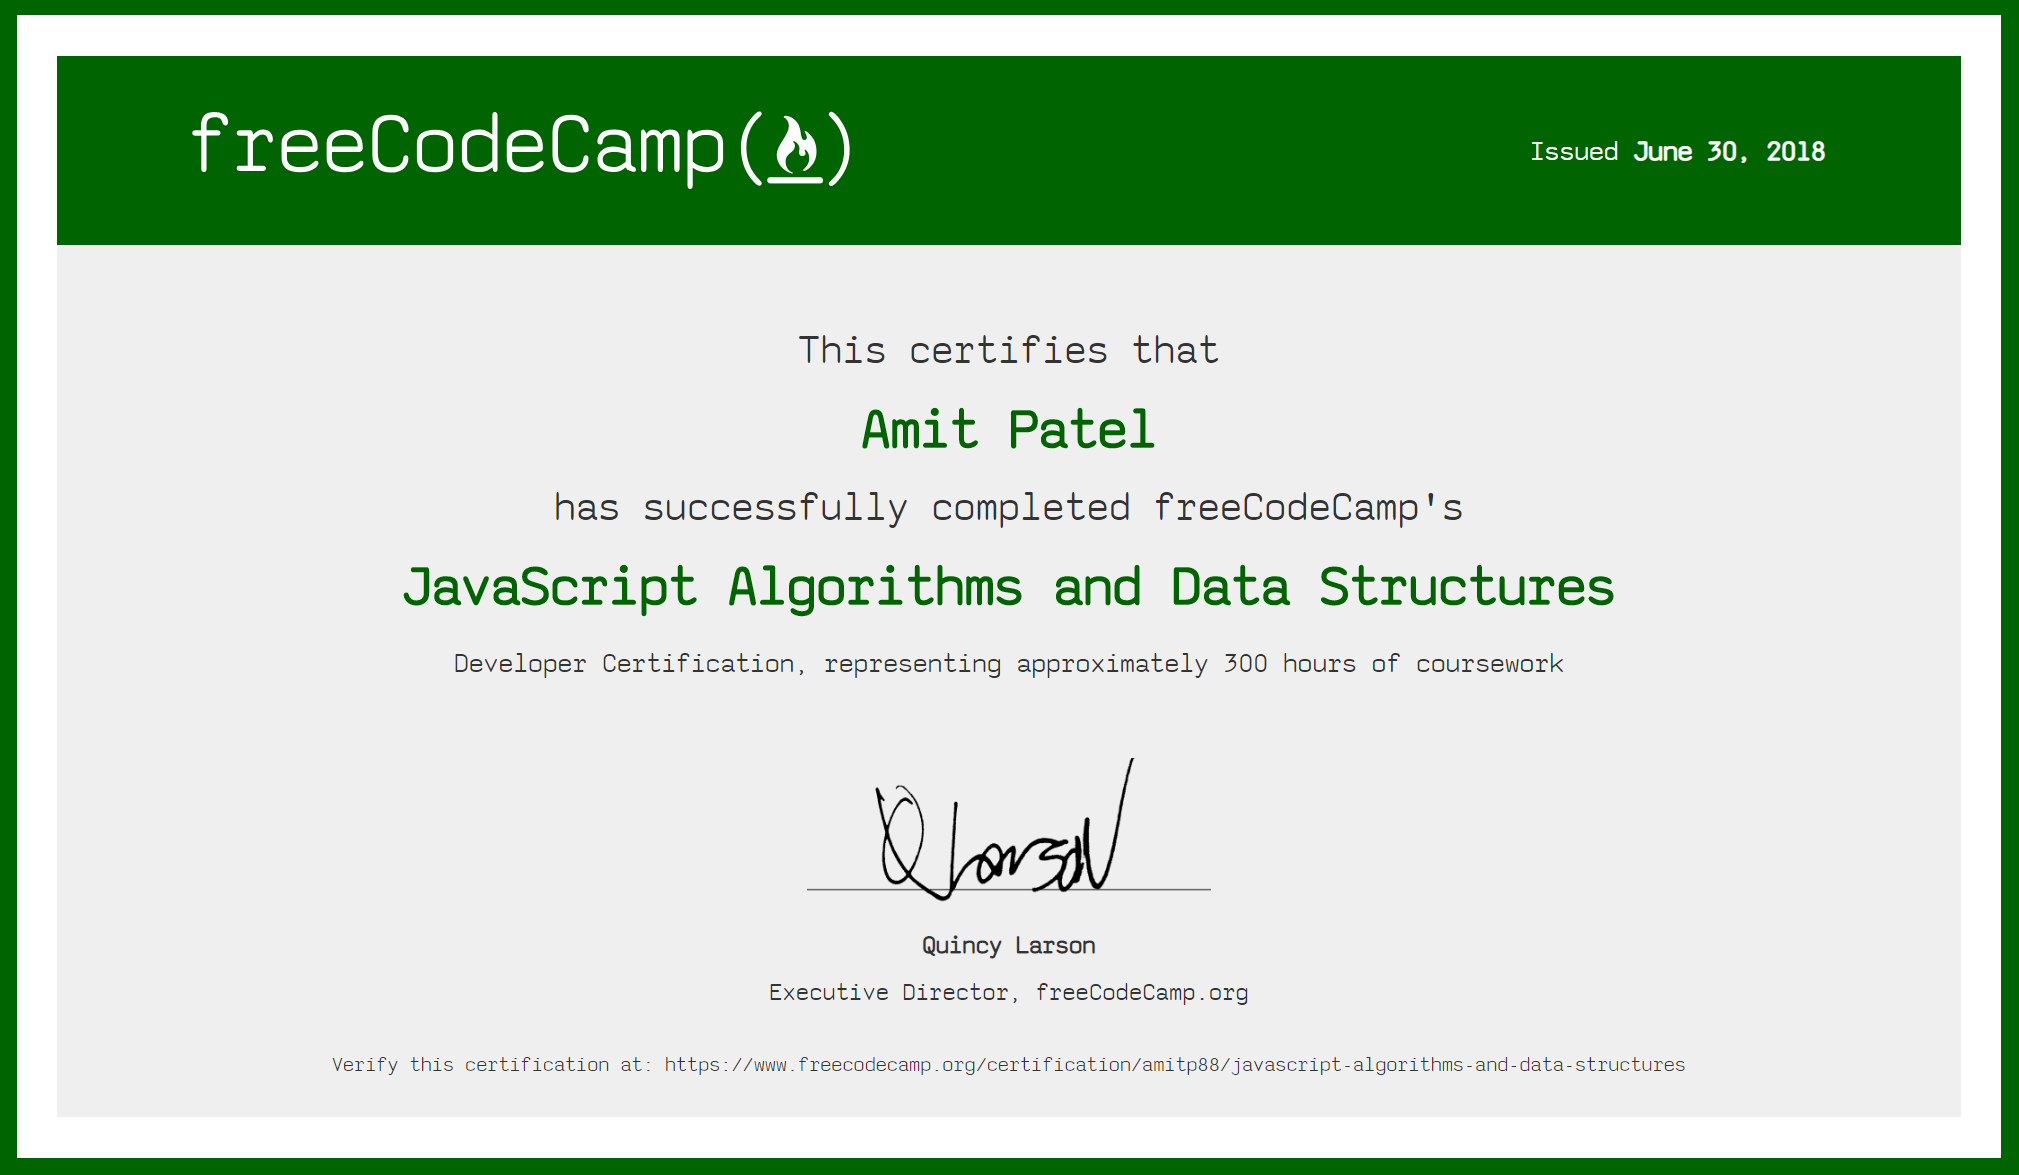 freeCodeCamp(🔥)
Issued June 30, 2018
This certifies that
Amit Patel
has successfully completed freeCodeCamp's
JavaScript Algorithms and Data Structures
Developer Certification, representing approximately 300 hours of coursework
Q Larson
Quincy Larson
Executive Director, freeCodeCamp.org
Verify this certification at: https://www.freecodecamp.org/certification/amitp88/javascript-algorithms-and-data-structures